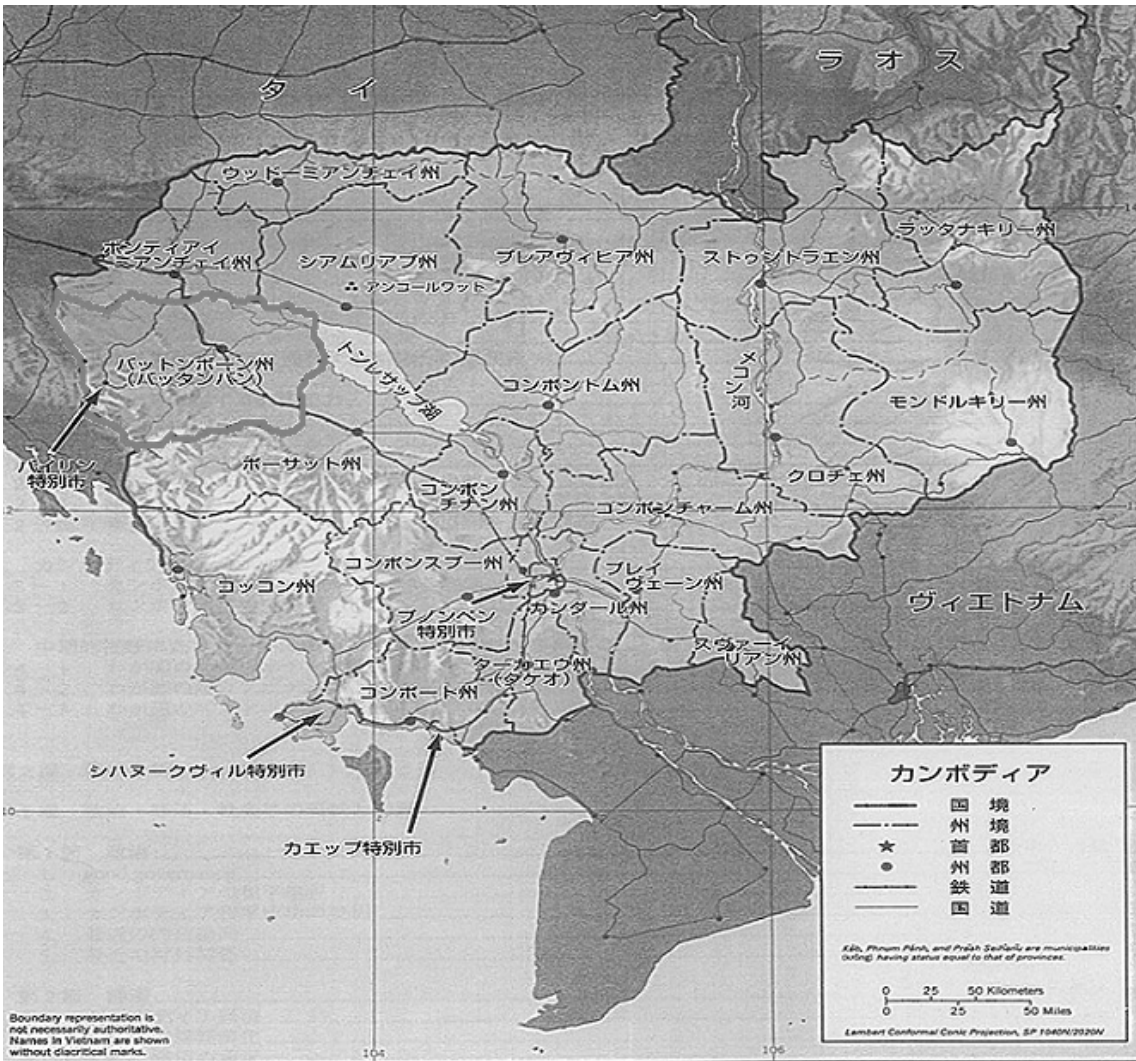 タイ
ラオス
ウッドーミアンチェイ州
ボンティアイ
ミアンチェイ州
シアムリアプ州
アンコールワット
プレアヴィヒア州
ストゥントラエン州
ラッタナキリー州
バットンボーン州
(バッタンバン)
トンレサップ湖
コンポントム州
メコン河
モンドルキリー州
パイリン
特別市
ポーサット州
コンポン
チナン州
クロチェ州
コンポンチャーム州
コッコン州
コンポンスプー州
プノンペン
特別市
カンダール州
プレイ
ヴェーン州
ヴィエトナム
スヴァーイ
リアン州
ターカエウ州
(タケオ)
コンポート州
シハヌークヴィル特別市
カエップ特別市
104
106
10
カンボディア
国境
州境
首都
州都
鉄道
国道
Kêb, Phnum Pénh, and Preăh Seihănŭ are municipalities
(krŏng) having status equal to that of provinces.
0 25 50 Kilometers
0 25 50 Miles
Lambert Conformal Conic Projection, SP 1040N/2020N
Boundary representation is
not necessarily authoritative.
Names in Vietnam are shown
without diacritical marks.
104
106